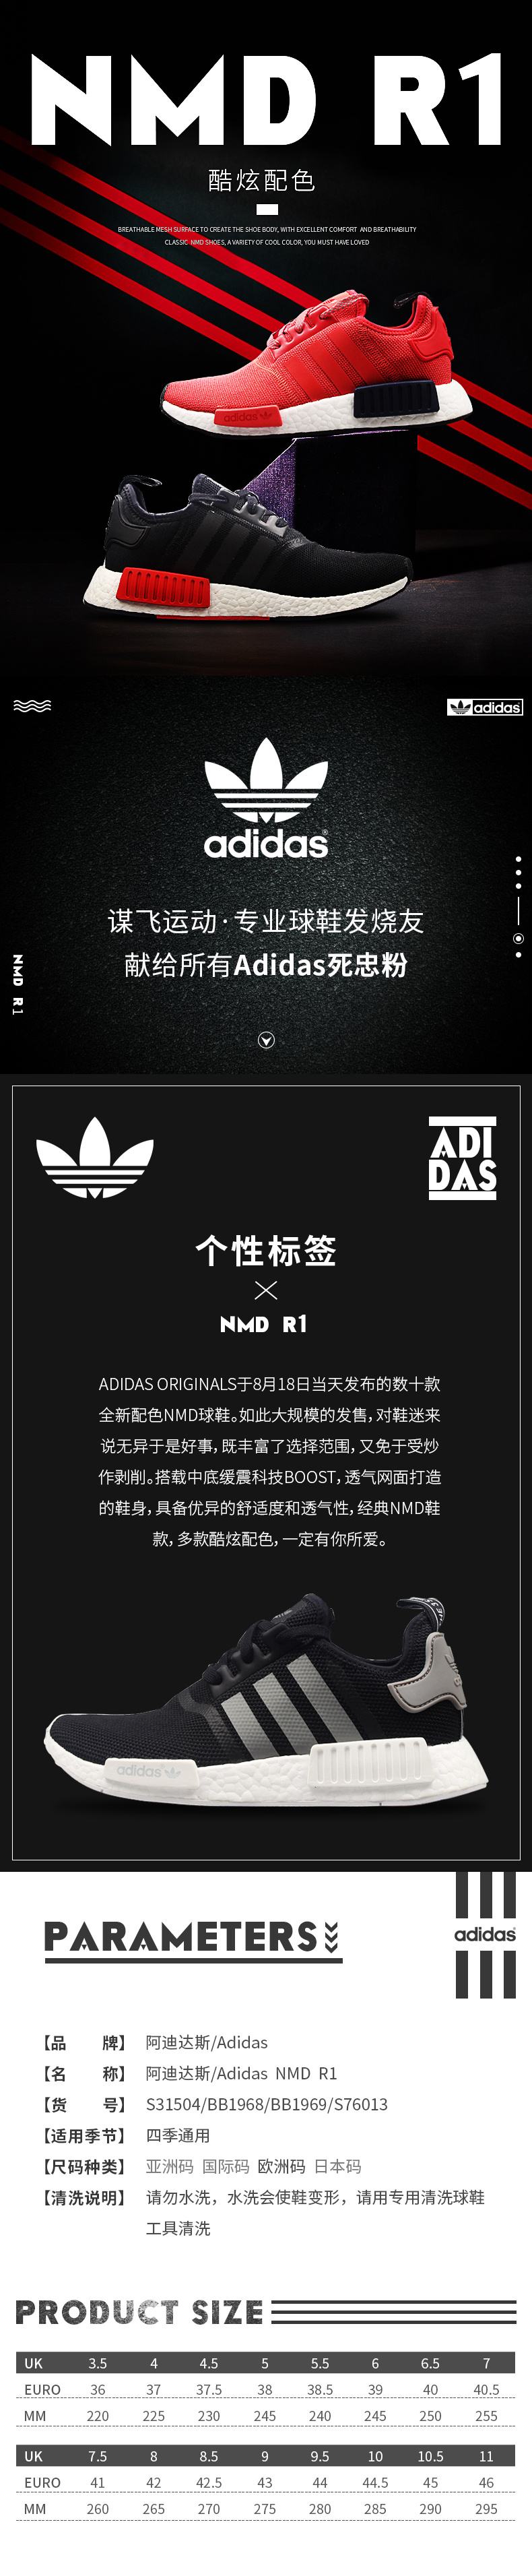 NMD R1
酷炫配色
BREATHABLE MESH SURFACE TO CREATE THE SHOE BODY, WITH EXCELLENT COMFORT AND BREATHABILITY
CLASSIC NMD SHOES, A VARIETY OF COOL COLOR, YOU MUST HAVE LOVED
adidas
adidas
adidas
谋飞运动·专业球鞋发烧友
献给所有Adidas死忠粉
NMD R1
ADI
DAS
个性标签
NMD R1
ADIDAS ORIGINALS于8月18日当天发布的数十款
全新配色NMD球鞋。如此大规模的发售，对鞋迷来
说无异于是好事，既丰富了选择范围，又免于受炒
作剥削。搭载中底缓震科技BOOST，透气网面打造
的鞋身，具备优异的舒适度和透气性，经典NMD鞋
款，多款酷炫配色，一定有你所爱。
adidas
PARAMETERS
adidas
【品 牌】 阿迪达斯/Adidas
【名 称】 阿迪达斯/Adidas NMD R1
【货 号】 S31504/BB1968/BB1969/S76013
【适用季节】 四季通用
【尺码种类】 亚洲码 国际码 欧洲码 日本码
【清洗说明】 请勿水洗，水洗会使鞋变形，请用专用清洗球鞋
工具清洗
PRODUCT SIZE
UK 3.5 4 4.5 5 5.5 6 6.5 7
EURO 36 37 37.5 38 38.5 39 40 40.5
MM 220 225 230 245 240 245 250 255
UK 7.5 8 8.5 9 9.5 10 10.5 11
EURO 41 42 42.5 43 44 44.5 45 46
MM 260 265 270 275 280 285 290 295